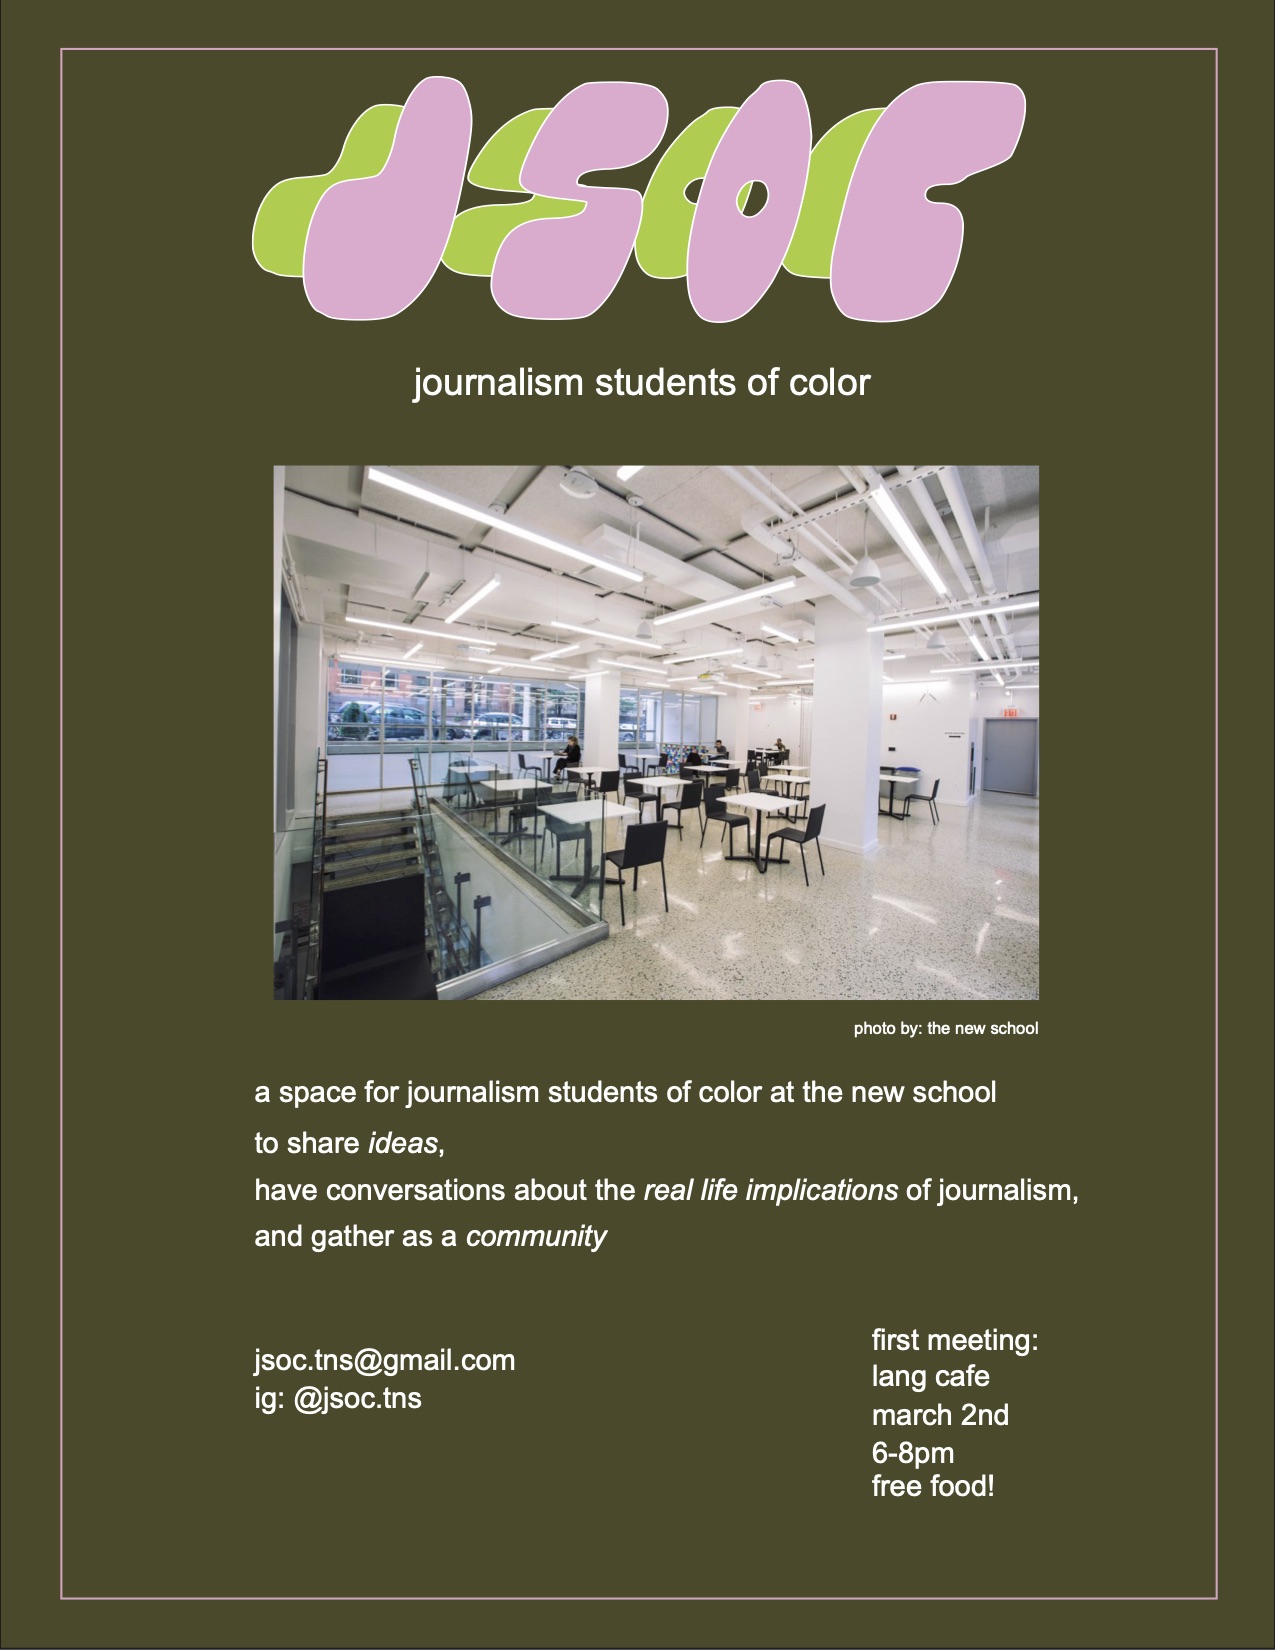 JSOC
journalism students of color
photo by: the new school
a space for journalism students of color at the new school
to share ideas,
have conversations about the real life implications of journalism,
and gather as a community
jsoc.tns@gmail.com
ig: @jsoc.tns
first meeting:
lang cafe
march 2nd
6-8pm
free food!